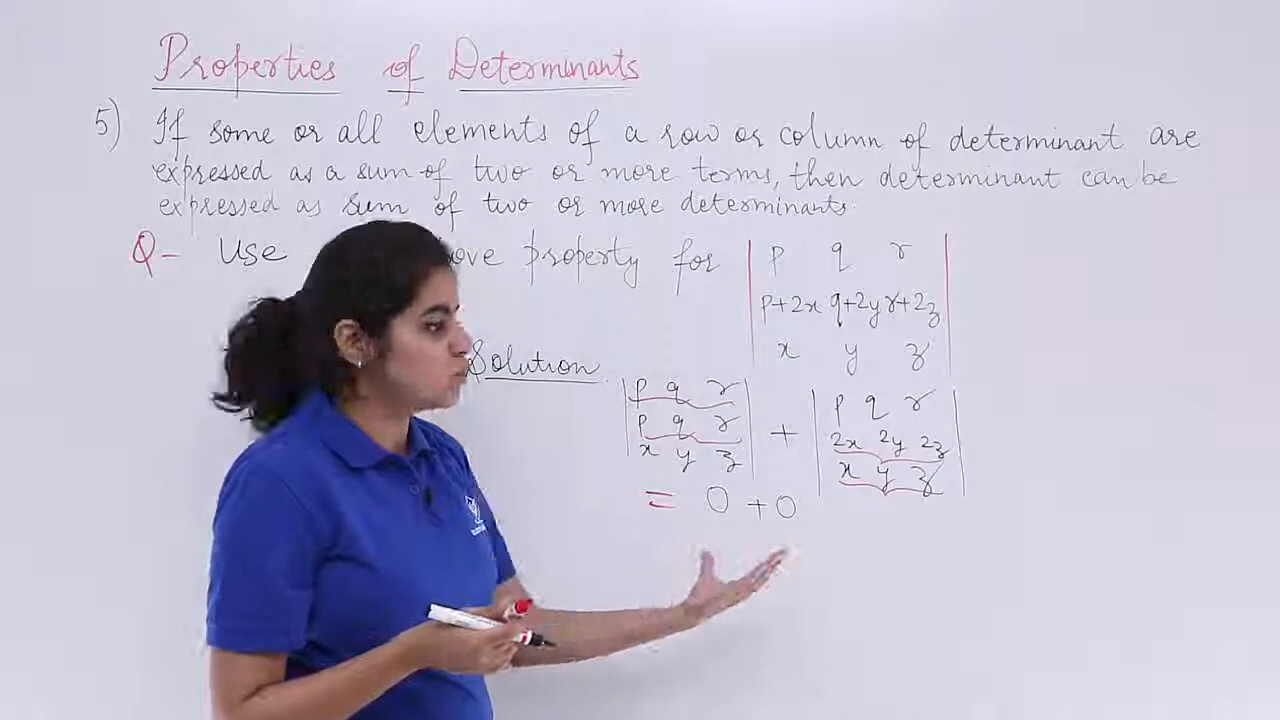 Properties of Determinants
5) If some or all elements of a row or column of determinant are
expressed as a sum of two or more terms, then determinant can be
expressed as sum of two or more determinants.
Q- Use ove property for | p q r |
| p+2x q+2y r+2z |
| x y z |
Solution
| p q r | + | p q r |
| p q r | | 2x 2y 2z |
| x y z | | x y z |
= 0 + 0